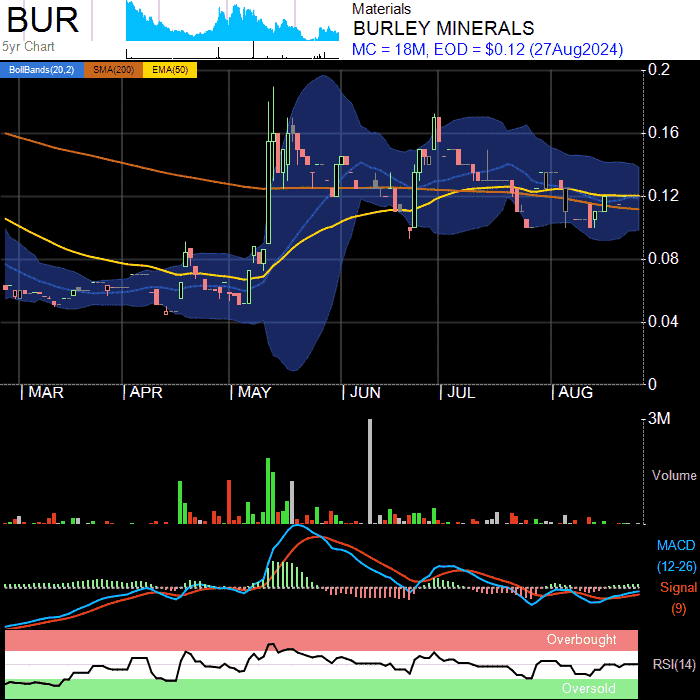 BUR
5yr Chart
Materials
BURLEY MINERALS
MC = 18M, EOD = $0.12 (27Aug2024)
BollBands(20,2) SMA(200) EMA(50)
0.2
0.16
0.12
0.08
0.04
0
MAR APR MAY JUN JUL AUG
3M
Volume
MACD
(12-26)
Signal
(9)
Overbought
RSI(14)
Oversold